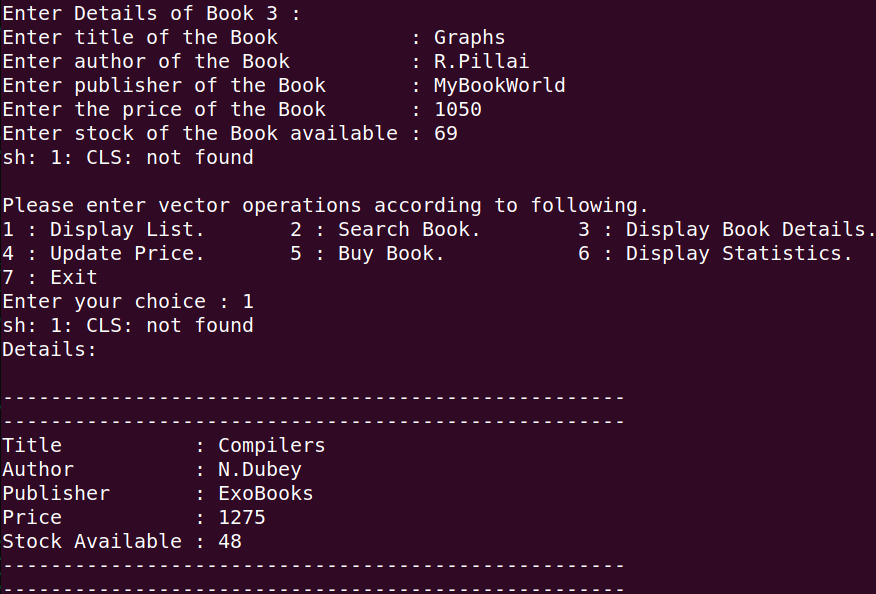 Enter Details of Book 3 :
Enter title of the Book           : Graphs
Enter author of the Book          : R.Pillai
Enter publisher of the Book       : MyBookWorld
Enter the price of the Book       : 1050
Enter stock of the Book available : 69
sh: 1: CLS: not found

Please enter vector operations according to following.
1 : Display List.       2 : Search Book.        3 : Display Book Details.
4 : Update Price.       5 : Buy Book.           6 : Display Statistics.
7 : Exit
Enter your choice : 1
sh: 1: CLS: not found
Details:

----------------------------------------------------
----------------------------------------------------
Title           : Compilers
Author          : N.Dubey
Publisher       : ExoBooks
Price           : 1275
Stock Available : 48
----------------------------------------------------
----------------------------------------------------